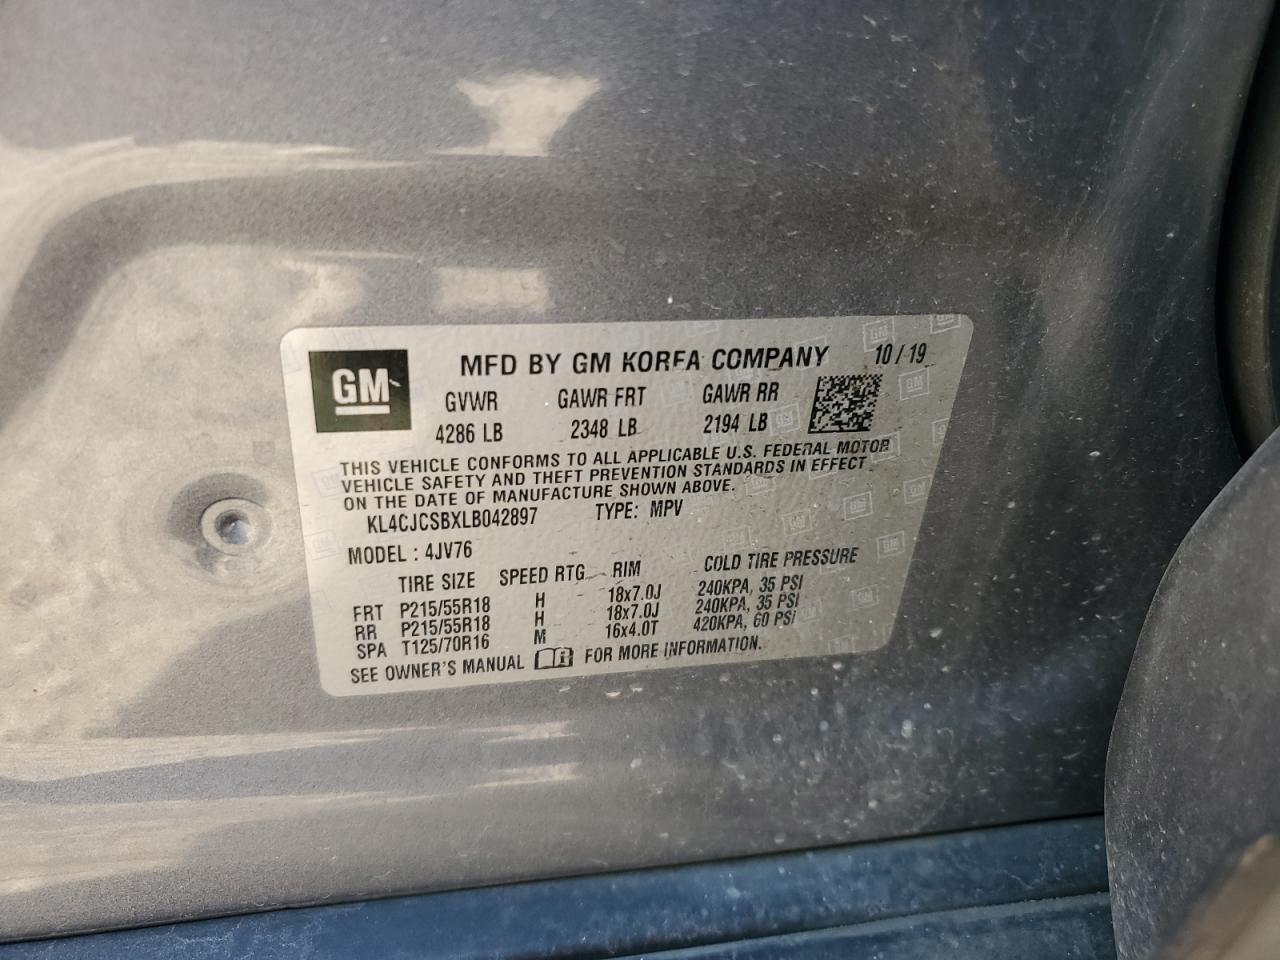 GM
MFD BY GM KOREA COMPANY 10/19
GVWR GAWR FRT GAWR RR
4286 LB 2348 LB 2194 LB
THIS VEHICLE CONFORMS TO ALL APPLICABLE U.S. FEDERAL MOTOR
VEHICLE SAFETY AND THEFT PREVENTION STANDARDS IN EFFECT
ON THE DATE OF MANUFACTURE SHOWN ABOVE.
KL4CJCSBXLB042897 TYPE: MPV
MODEL : 4JV76
TIRE SIZE SPEED RTG RIM COLD TIRE PRESSURE
FRT P215/55R18 H 18x7.0J 240KPA, 35 PSI
RR P215/55R18 H 18x7.0J 240KPA, 35 PSI
SPA T125/70R16 M 16x4.0T 420KPA, 60 PSI
SEE OWNER'S MANUAL FOR MORE INFORMATION.